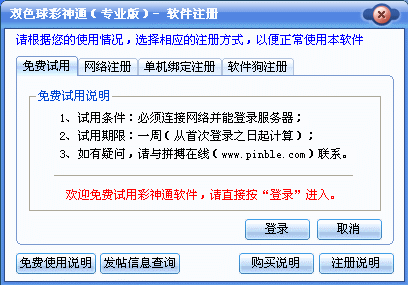 双色球彩神通（专业版）- 软件注册
请根据您的使用情况，选择相应的注册方式，以便正常使用本软件
免费试用 网络注册 单机绑定注册 软件狗注册
免费试用说明
1、试用条件：必须连接网络并能登录服务器；
2、试用期限：一周（从首次登录之日起计算）；
3、如有疑问，请与拼搏在线（www.pinble.com）联系。
欢迎免费试用彩神通软件，请直接按“登录”进入。
登录 取消
免费使用说明 发帖信息查询 购买说明 注册说明